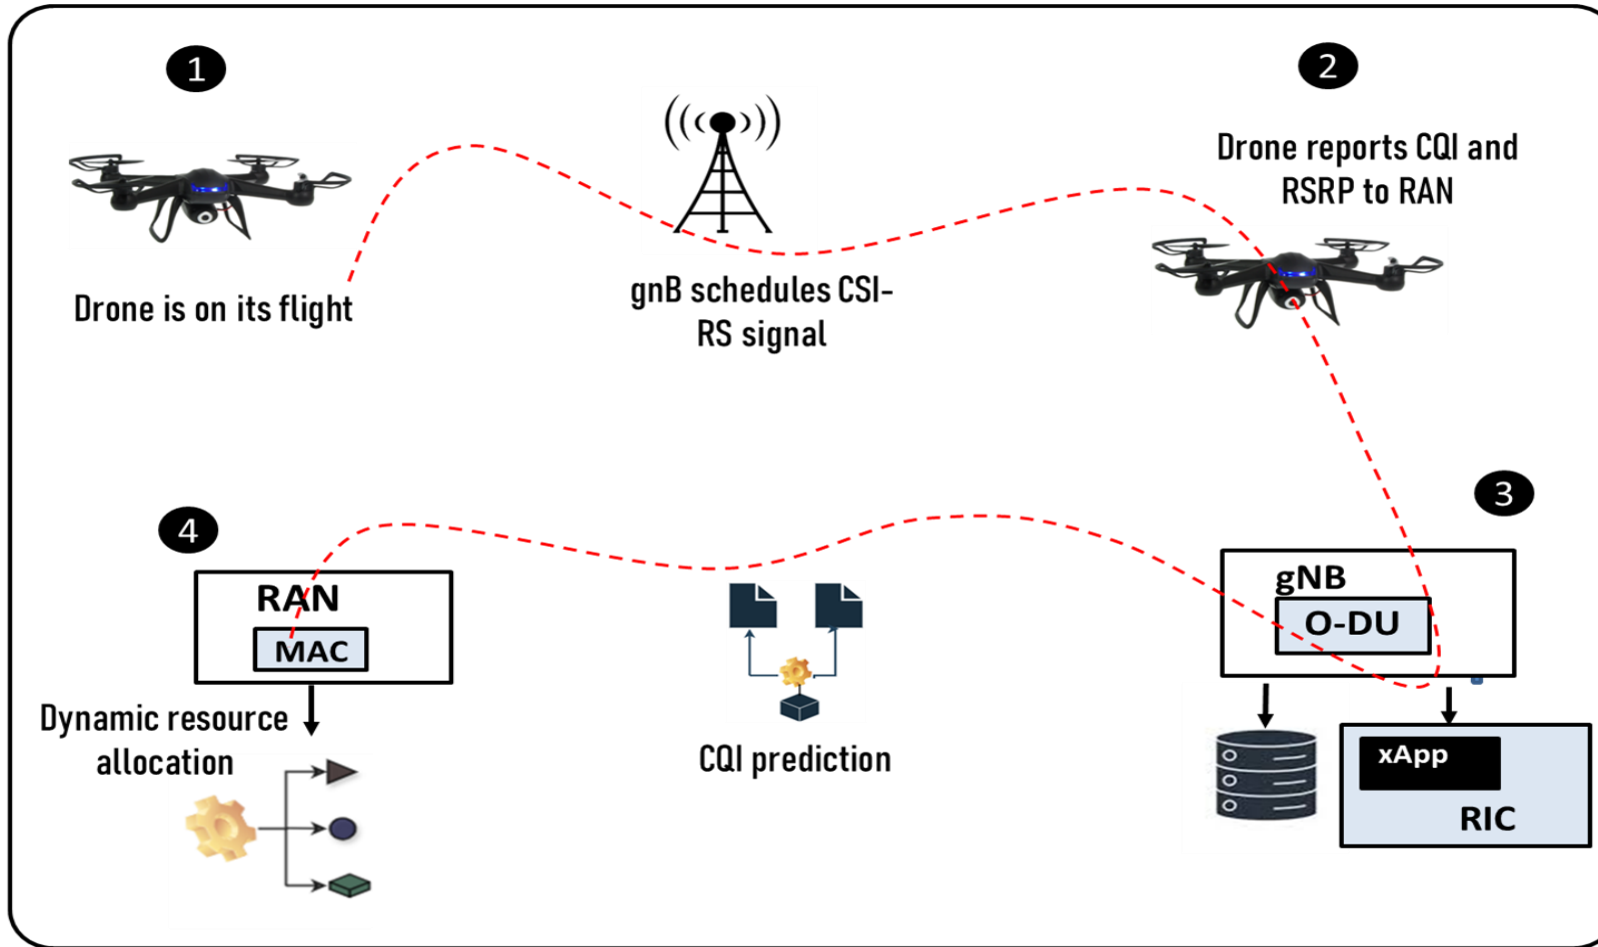 1
2
Drone reports CQI and
RSRP to RAN
Drone is on its flight
gnB schedules CSI-
RS signal
3
4
gNB
O-DU
RAN
MAC
Dynamic resource
allocation
CQI prediction
xApp
RIC